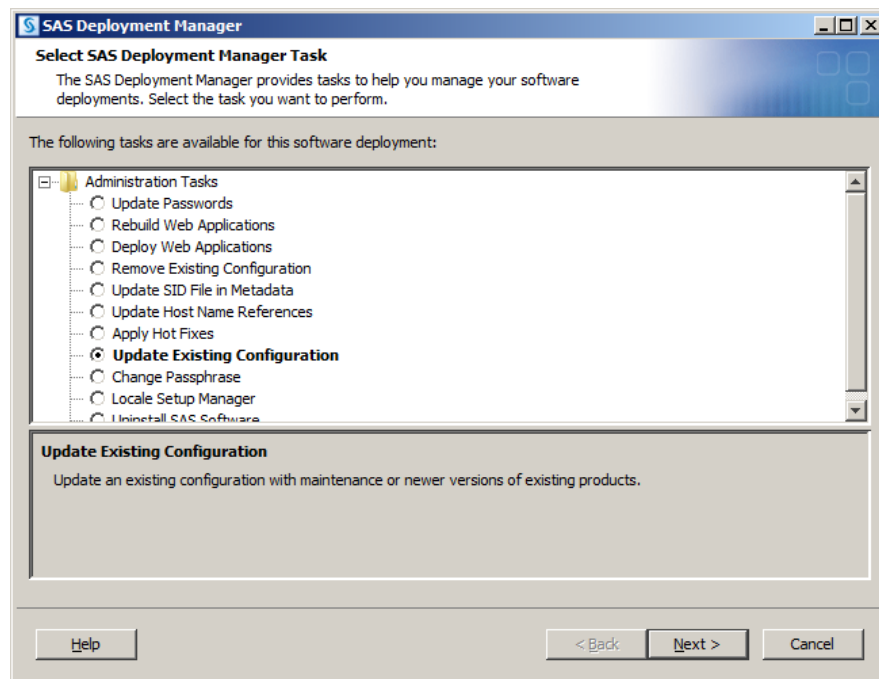 SAS Deployment Manager
Select SAS Deployment Manager Task
The SAS Deployment Manager provides tasks to help you manage your software
deployments. Select the task you want to perform.
The following tasks are available for this software deployment:
Administration Tasks
Update Passwords
Rebuild Web Applications
Deploy Web Applications
Remove Existing Configuration
Update SID File in Metadata
Update Host Name References
Apply Hot Fixes
Update Existing Configuration
Change Passphrase
Locale Setup Manager
Uninstall SAS Software
Update Existing Configuration
Update an existing configuration with maintenance or newer versions of existing products.
Help
< Back
Next >
Cancel